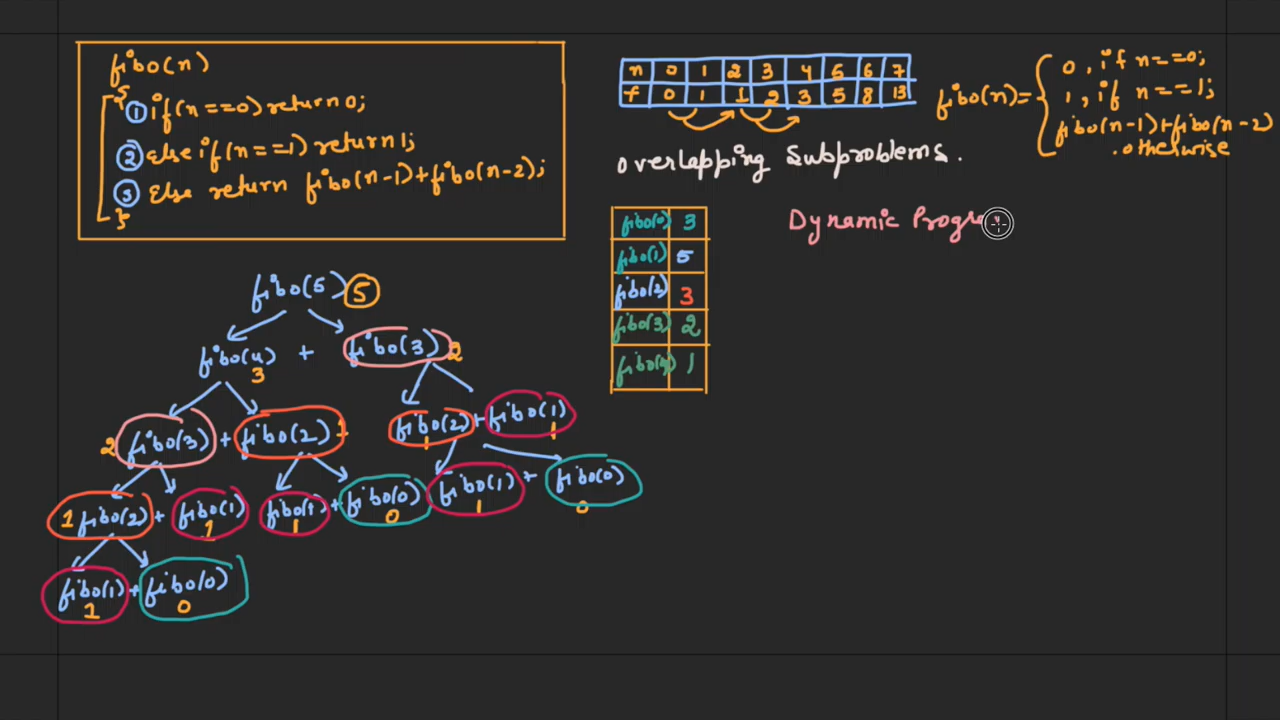 fibo(n)
{
① if(n==0) return 0;
② else if(n==1) return 1;
③ Else return fibo(n-1)+fibo(n-2);
}
n 0 1 2 3 4 5 6 7
f 0 1 1 2 3 5 8 13
fibo(n)= { 0, if n==0;
1, if n==1;
fibo(n-1)+fibo(n-2)
. otherwise
overlapping Subproblems.
Dynamic Progra
fibo(0) 3
fibo(1) 5
fibo(2) 3
fibo(3) 2
fibo(4) 1
fibo(5) 5
fibo(4) + fibo(3) 2
3
2 fibo(3) + fibo(2) 1 fibo(2) + fibo(1)
1 1
1 fibo(2) + fibo(1) fibo(1) + fibo(0) fibo(1) + fibo(0)
1 1 0 1 0
fibo(1) + fibo(0)
1 0